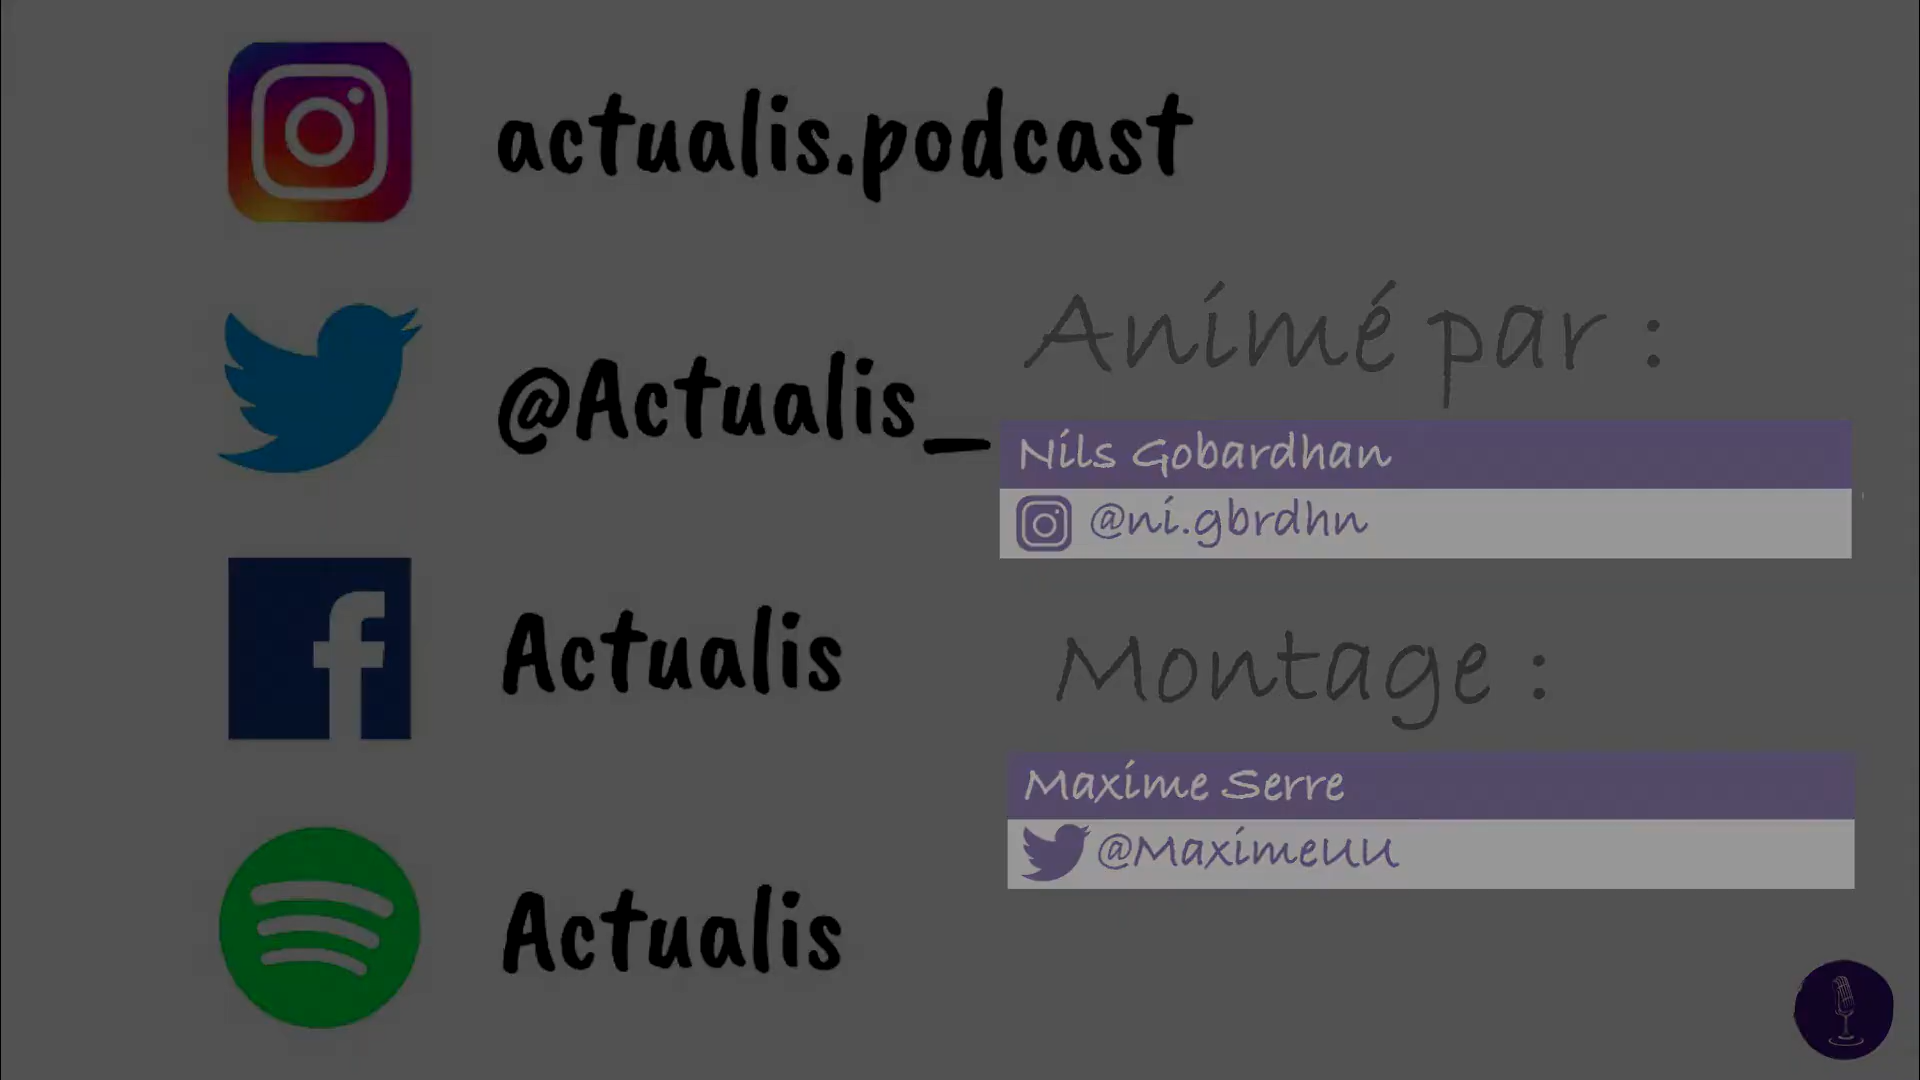 actualis.podcast
@Actualis_
Actualis
Actualis
Animé par :
Nils Gobardhan
@ni.gbrdhn
Montage :
Maxime Serre
@MaximeUU